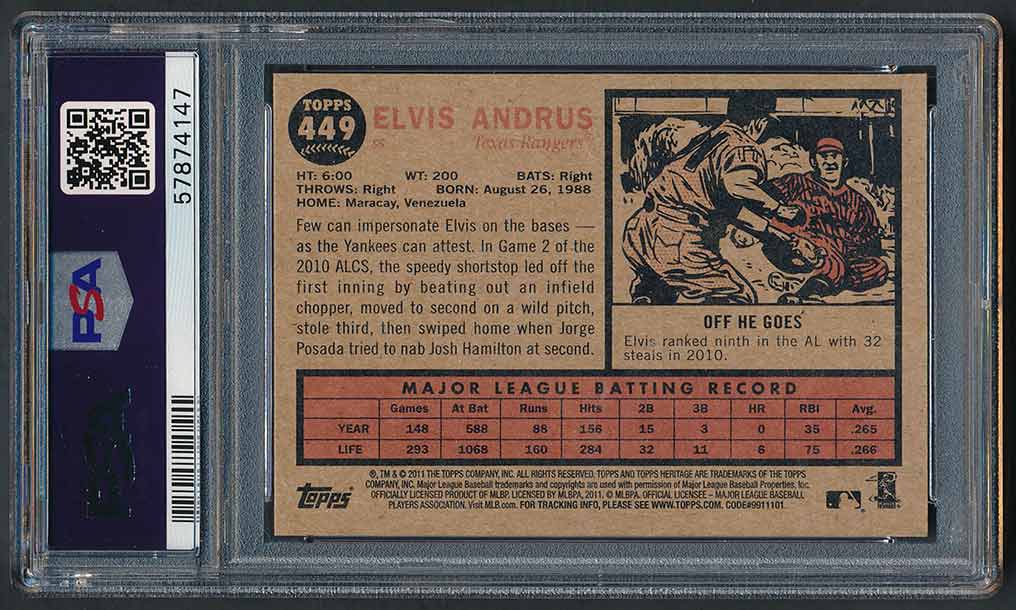 57874147
PSA
TOPPS
449
ELVIS ANDRUS
SS
Texas Rangers™
HT: 6:00 WT: 200 BATS: Right
THROWS: Right BORN: August 26, 1988
HOME: Maracay, Venezuela
Few can impersonate Elvis on the bases —
as the Yankees can attest. In Game 2 of the
2010 ALCS, the speedy shortstop led off the
first inning by beating out an infield
chopper, moved to second on a wild pitch,
stole third, then swiped home when Jorge
Posada tried to nab Josh Hamilton at second.
OFF HE GOES
Elvis ranked ninth in the AL with 32
steals in 2010.
MAJOR LEAGUE BATTING RECORD
Games At Bat Runs Hits 2B 3B HR RBI Avg.
YEAR 148 588 88 156 15 3 0 35 .265
LIFE 293 1068 160 284 32 11 6 75 .266
®, TM & © 2011 THE TOPPS COMPANY, INC. ALL RIGHTS RESERVED. TOPPS AND TOPPS HERITAGE ARE TRADEMARKS OF THE TOPPS
COMPANY, INC. Major League Baseball trademarks and copyrights are used with permission of Major League Baseball Properties, Inc.
OFFICIALLY LICENSED PRODUCT OF MLBP. LICENSED BY MLBPA, 2011. © MLBPA. OFFICIAL LICENSEE – MAJOR LEAGUE BASEBALL
PLAYERS ASSOCIATION. Visit MLB.com. FOR TRACKING INFO, PLEASE SEE WWW.TOPPS.COM. CODE#9911101.
Topps